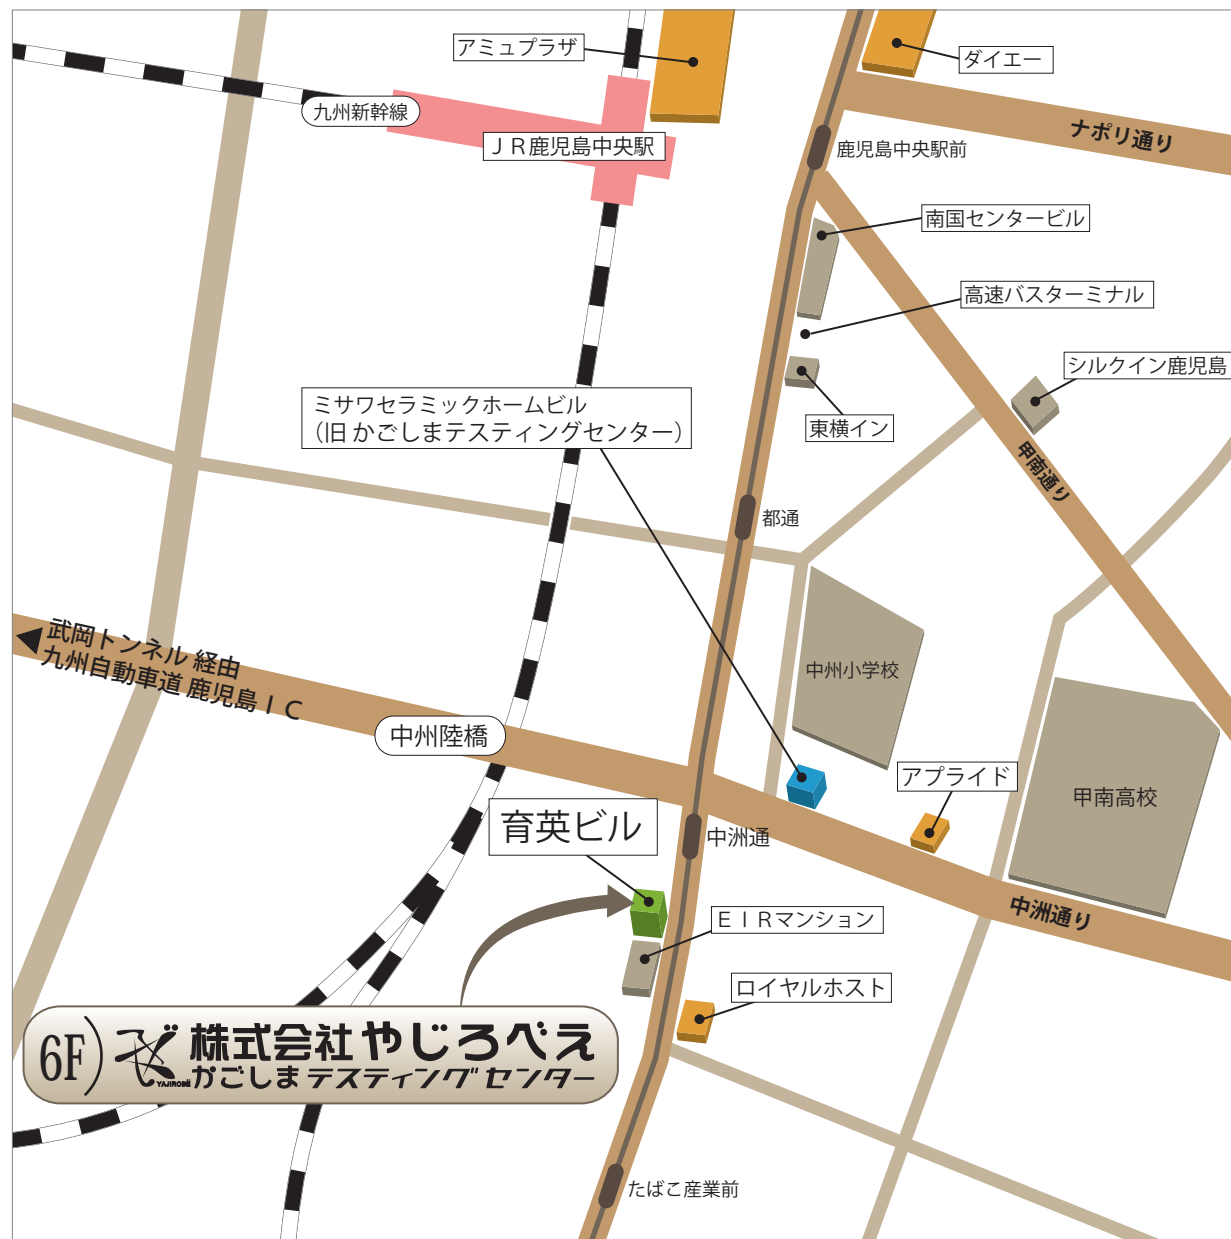 アミュプラザ
ダイエー
九州新幹線
ナポリ通り
ＪＲ鹿児島中央駅
鹿児島中央駅前
南国センタービル
高速バスターミナル
シルクイン鹿児島
ミサワセラミックホームビル
（旧 かごしまテスティングセンター）
東横イン
甲南通り
都通
武岡トンネル 経由
九州自動車道 鹿児島ＩＣ
中州小学校
中州陸橋
アプライド
甲南高校
育英ビル
中洲通
中洲通り
ＥＩＲマンション
ロイヤルホスト
6F）
YAJIROBE
株式会社 やじろべえ
かごしまテスティングセンター
たばこ産業前